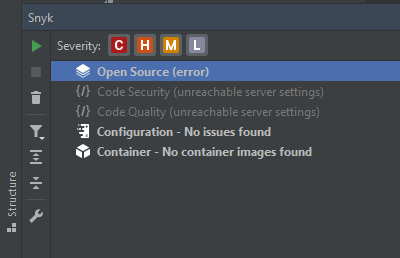 Snyk
Severity: C H M L
Open Source (error)
Code Security (unreachable server settings)
Code Quality (unreachable server settings)
Configuration - No issues found
Container - No container images found
Structure